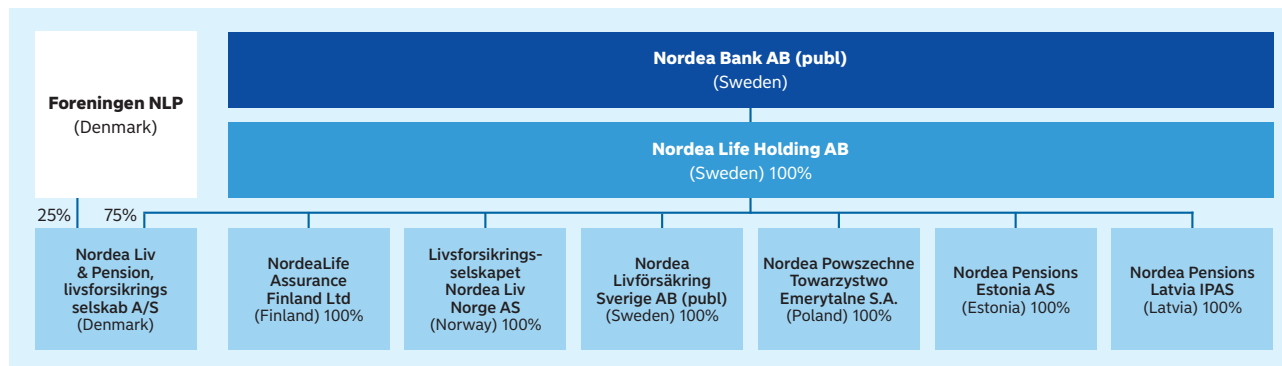 Foreningen NLP
(Denmark)
Nordea Bank AB (publ)
(Sweden)
Nordea Life Holding AB
(Sweden) 100%
25%
75%
Nordea Liv
& Pension,
livsforsikrings
selskab A/S
(Denmark)
NordeaLife
Assurance
Finland Ltd
(Finland) 100%
Livsforsikrings-
selskapet
Nordea Liv
Norge AS
(Norway) 100%
Nordea
Livförsäkring
Sverige AB (publ)
(Sweden) 100%
Nordea Powszechne
Towarzystwo
Emerytalne S.A.
(Poland) 100%
Nordea Pensions
Estonia AS
(Estonia) 100%
Nordea Pensions
Latvia IPAS
(Latvia) 100%